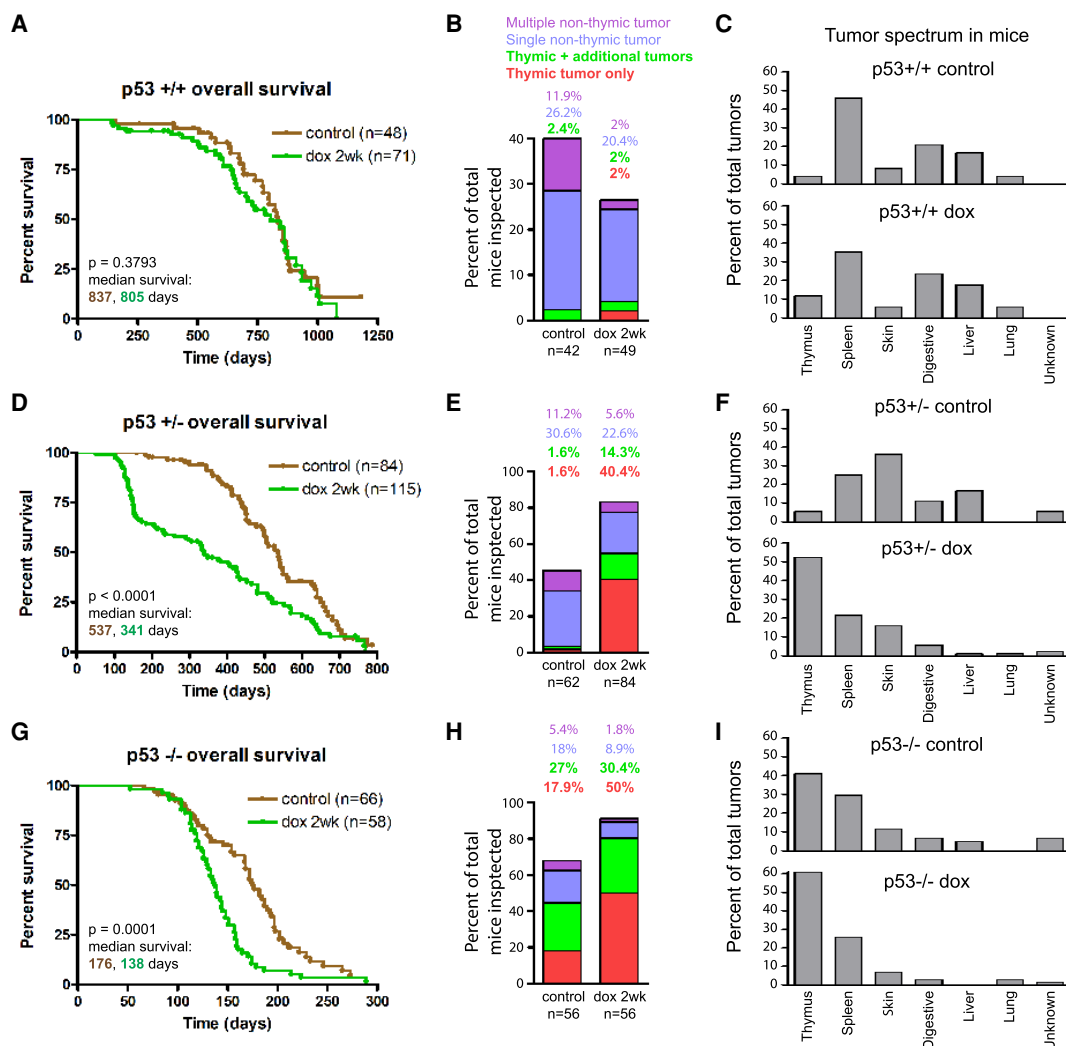 A
p53 +/+ overall survival
control (n=48)
dox 2wk (n=71)
Percent survival
100
75
50
25
0
p = 0.3793
median survival:
837, 805 days
0 250 500 750 1000 1250
Time (days)
B
Multiple non-thymic tumor
Single non-thymic tumor
Thymic + additional tumors
Thymic tumor only
11.9%
26.2%
2.4%
2%
20.4%
2%
2%
Percent of total
mice inspected
40
30
20
10
0
control
n=42
dox 2wk
n=49
C
Tumor spectrum in mice
p53+/+ control
Percent of total tumors
60
50
40
30
20
10
0
p53+/+ dox
60
50
40
30
20
10
0
Thymus
Spleen
Skin
Digestive
Liver
Lung
Unknown
D
p53 +/- overall survival
control (n=84)
dox 2wk (n=115)
Percent survival
100
75
50
25
0
p < 0.0001
median survival:
537, 341 days
0 100 200 300 400 500 600 700 800
Time (days)
E
11.2%
30.6%
1.6%
1.6%
5.6%
22.6%
14.3%
40.4%
Percent of total
mice insptected
100
80
60
40
20
0
control
n=62
dox 2wk
n=84
F
p53+/- control
Percent of total tumors
60
50
40
30
20
10
0
p53+/- dox
60
50
40
30
20
10
0
Thymus
Spleen
Skin
Digestive
Liver
Lung
Unknown
G
p53 -/- overall survival
control (n=66)
dox 2wk (n=58)
Percent survival
100
75
50
25
0
p = 0.0001
median survival:
176, 138 days
0 50 100 150 200 250 300
Time (days)
H
5.4%
18%
27%
17.9%
1.8%
8.9%
30.4%
50%
Percent of total
mice insptected
100
80
60
40
20
0
control
n=56
dox 2wk
n=56
I
p53-/- control
Percent of total tumors
60
50
40
30
20
10
0
p53-/- dox
60
50
40
30
20
10
0
Thymus
Spleen
Skin
Digestive
Liver
Lung
Unknown